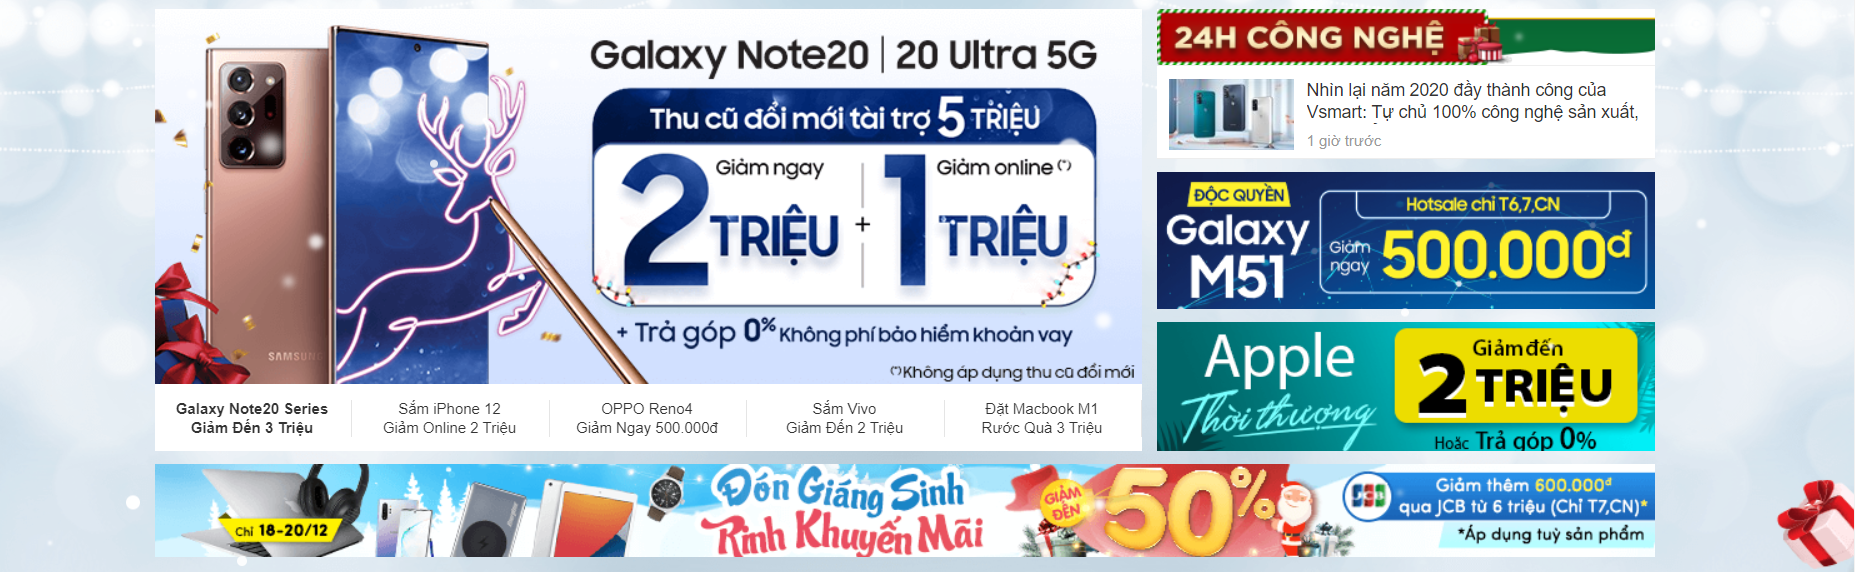 Galaxy Note20 | 20 Ultra 5G
Thu cũ đổi mới tài trợ 5 TRIỆU
Giảm ngay
2 TRIỆU
+
Giảm online (*)
1 TRIỆU
+ Trả góp 0% Không phí bảo hiểm khoản vay
(*) Không áp dụng thu cũ đổi mới
SAMSUNG
Galaxy Note20 Series
Giảm Đến 3 Triệu
Sắm iPhone 12
Giảm Online 2 Triệu
OPPO Reno4
Giảm Ngay 500.000đ
Sắm Vivo
Giảm Đến 2 Triệu
Đặt Macbook M1
Rước Quà 3 Triệu
24H CÔNG NGHỆ
Nhìn lại năm 2020 đầy thành công của
Vsmart: Tự chủ 100% công nghệ sản xuất,
1 giờ trước
ĐỘC QUYỀN
Galaxy
M51
Hotsale chỉ T6,7,CN
Giảm
ngay
500.000đ
Apple
Thời thượng
Giảm đến
2 TRIỆU
Hoặc Trả góp 0%
Chỉ 18-20/12
Đón Giáng Sinh
Rinh Khuyến Mãi
GIẢM
ĐẾN
50%
JCB
Giảm thêm 600.000đ
qua JCB từ 6 triệu (Chỉ T7,CN)*
*Áp dụng tuỳ sản phẩm